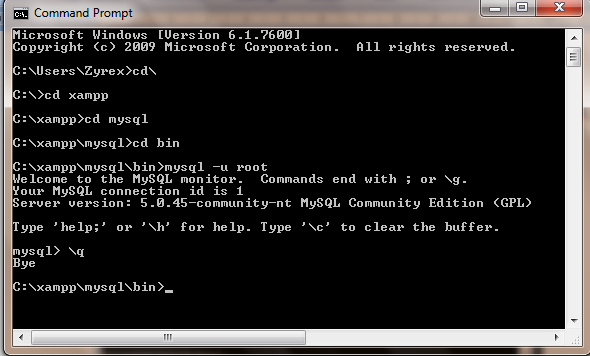 Command Prompt
Microsoft Windows [Version 6.1.7600]
Copyright (c) 2009 Microsoft Corporation.  All rights reserved.
C:\Users\Zyrex>cd\
C:\>cd xampp
C:\xampp>cd mysql
C:\xampp\mysql>cd bin
C:\xampp\mysql\bin>mysql -u root
Welcome to the MySQL monitor.  Commands end with ; or \g.
Your MySQL connection id is 1
Server version: 5.0.45-community-nt MySQL Community Edition (GPL)
Type 'help;' or '\h' for help. Type '\c' to clear the buffer.
mysql> \q
Bye
C:\xampp\mysql\bin>_